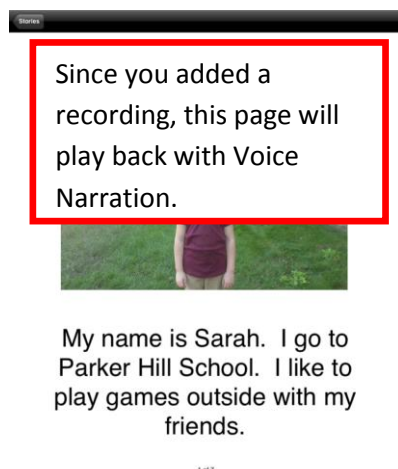 Stories
Since you added a
recording, this page will
play back with Voice
Narration.
My name is Sarah.  I go to
Parker Hill School.  I like to
play games outside with my
friends.